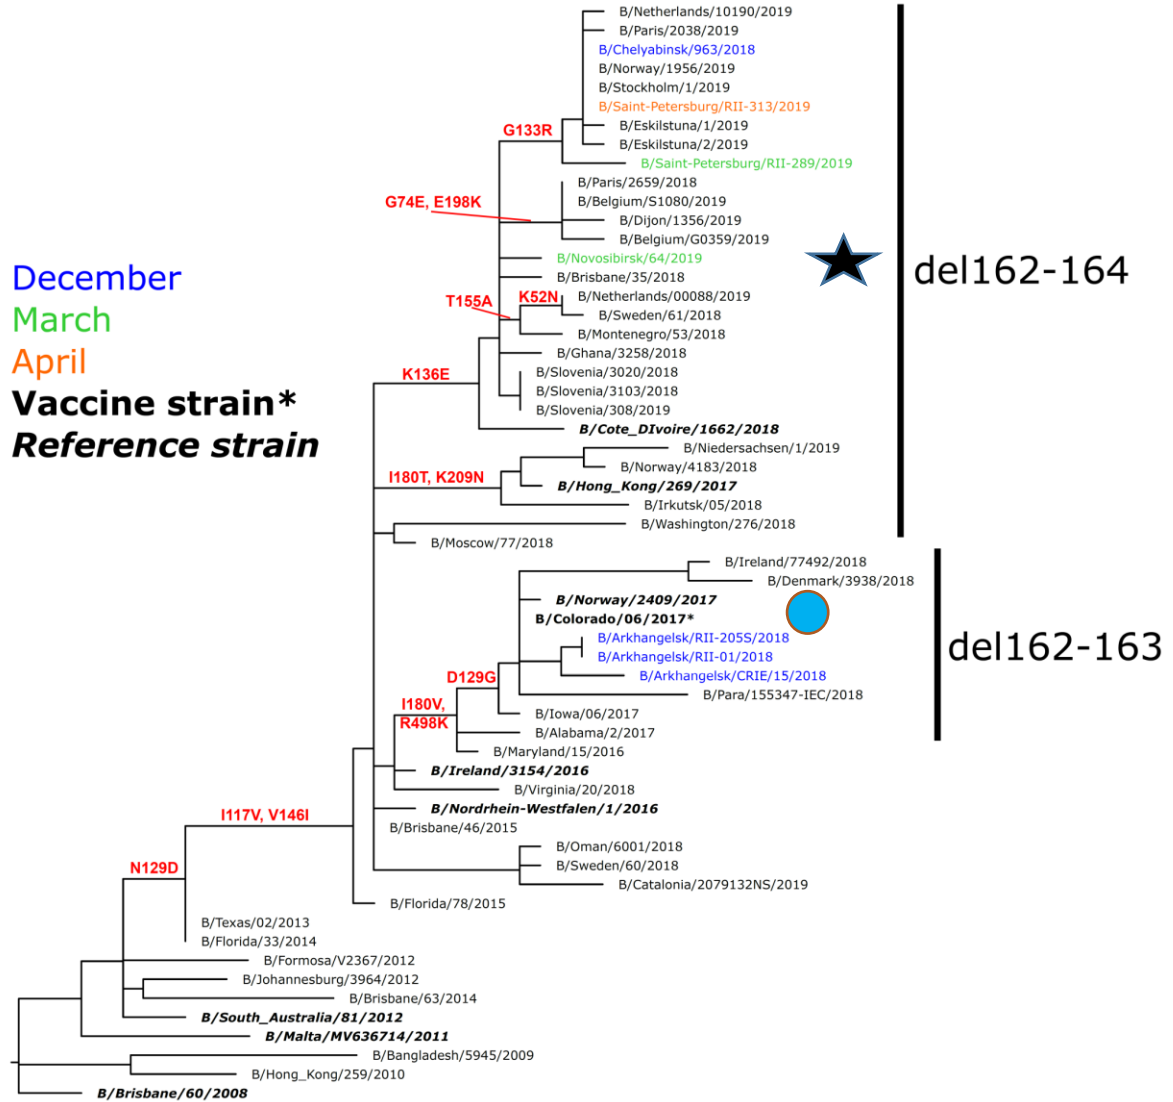 B/Netherlands/10190/2019
B/Paris/2038/2019
B/Chelyabinsk/963/2018
B/Norway/1956/2019
B/Stockholm/1/2019
B/Saint-Petersburg/RII-313/2019
B/Eskilstuna/1/2019
G133R
B/Eskilstuna/2/2019
B/Saint-Petersburg/RII-289/2019
B/Paris/2659/2018
G74E, E198K
B/Belgium/S1080/2019
B/Dijon/1356/2019
B/Belgium/G0359/2019
B/Novosibirsk/64/2019
del162-164
B/Brisbane/35/2018
December
T155A
K52N
B/Netherlands/00088/2019
B/Sweden/61/2018
March
B/Montenegro/53/2018
B/Ghana/3258/2018
April
K136E
B/Slovenia/3020/2018
B/Slovenia/3103/2018
Vaccine strain*
B/Slovenia/308/2019
B/Cote_DIvoire/1662/2018
Reference strain
B/Niedersachsen/1/2019
B/Norway/4183/2018
I180T, K209N
B/Hong_Kong/269/2017
B/Irkutsk/05/2018
B/Washington/276/2018
B/Moscow/77/2018
B/Ireland/77492/2018
B/Denmark/3938/2018
B/Norway/2409/2017
B/Colorado/06/2017*
B/Arkhangelsk/RII-205S/2018
del162-163
B/Arkhangelsk/RII-01/2018
D129G
B/Arkhangelsk/CRIE/15/2018
B/Para/155347-IEC/2018
I180V,
R498K
B/Iowa/06/2017
B/Alabama/2/2017
B/Maryland/15/2016
B/Ireland/3154/2016
B/Virginia/20/2018
B/Nordrhein-Westfalen/1/2016
I117V, V146I
B/Brisbane/46/2015
B/Oman/6001/2018
B/Sweden/60/2018
N129D
B/Catalonia/2079132NS/2019
B/Florida/78/2015
B/Texas/02/2013
B/Florida/33/2014
B/Formosa/V2367/2012
B/Johannesburg/3964/2012
B/Brisbane/63/2014
B/South_Australia/81/2012
B/Malta/MV636714/2011
B/Bangladesh/5945/2009
B/Hong_Kong/259/2010
B/Brisbane/60/2008